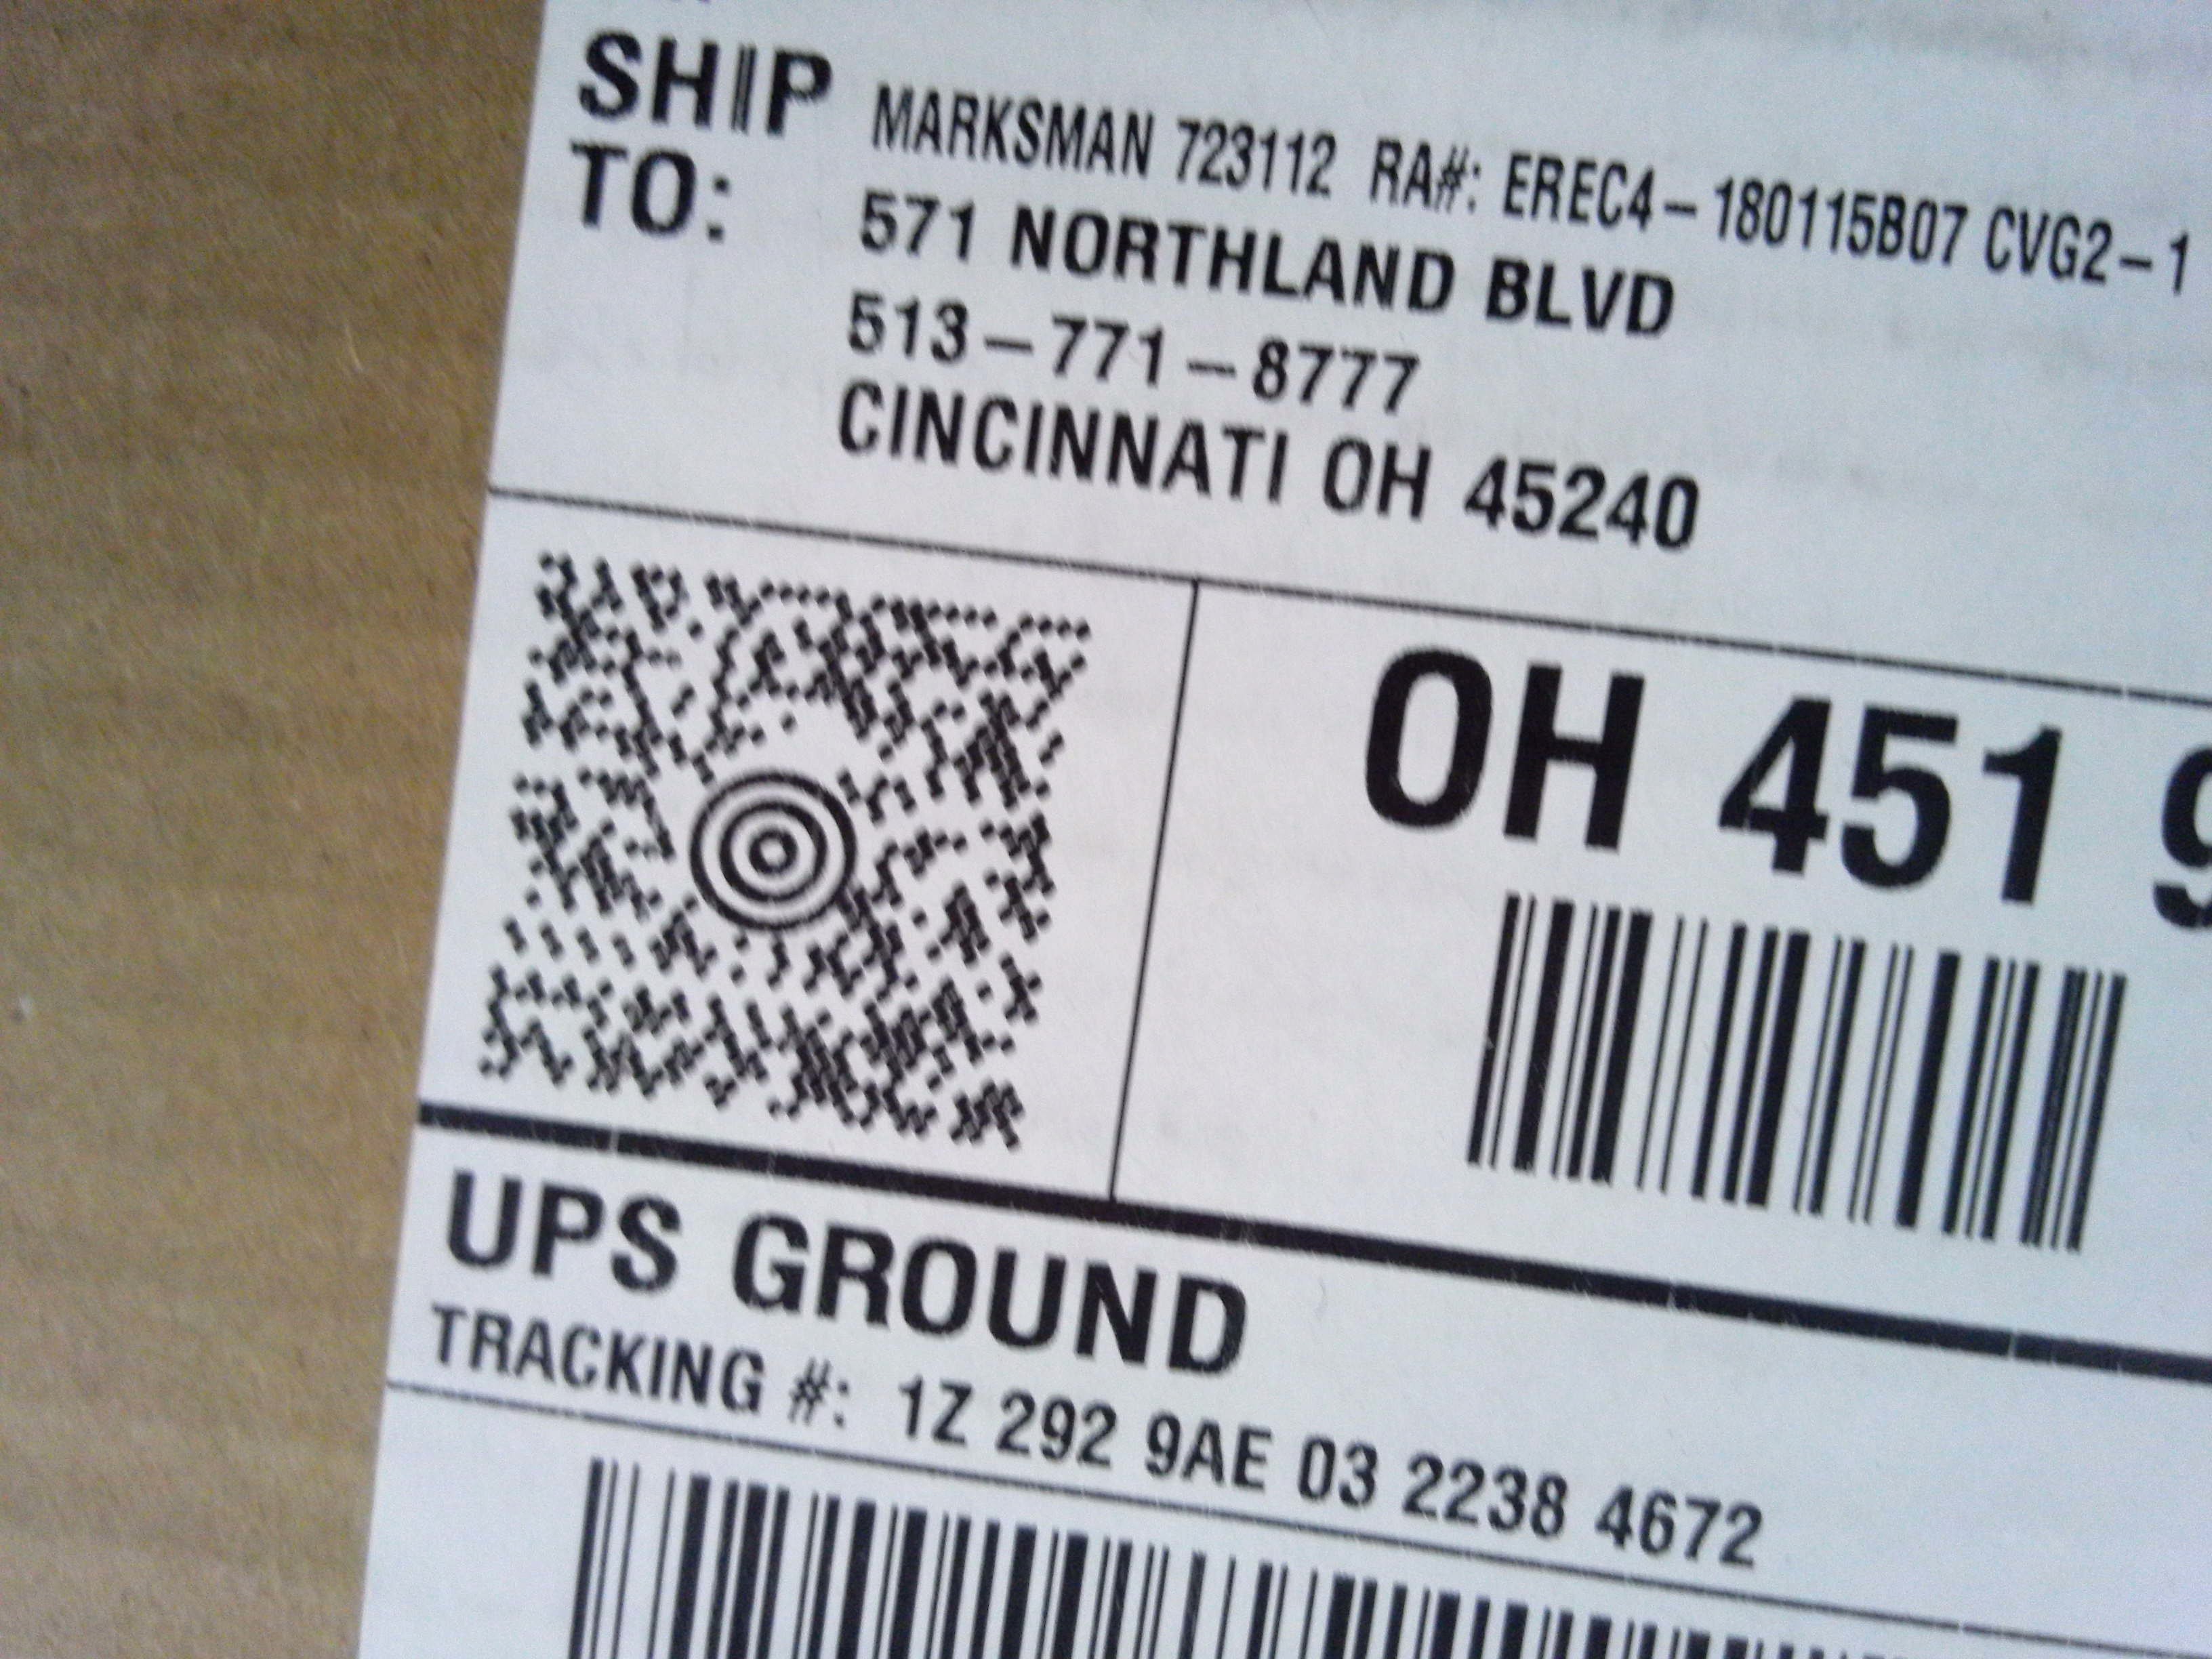 SHIP
TO:
MARKSMAN 723112 RA#: EREC4-180115B07 CVG2-1
571 NORTHLAND BLVD
513-771-8777
CINCINNATI OH 45240
OH 451 9
UPS GROUND
TRACKING #: 1Z 292 9AE 03 2238 4672